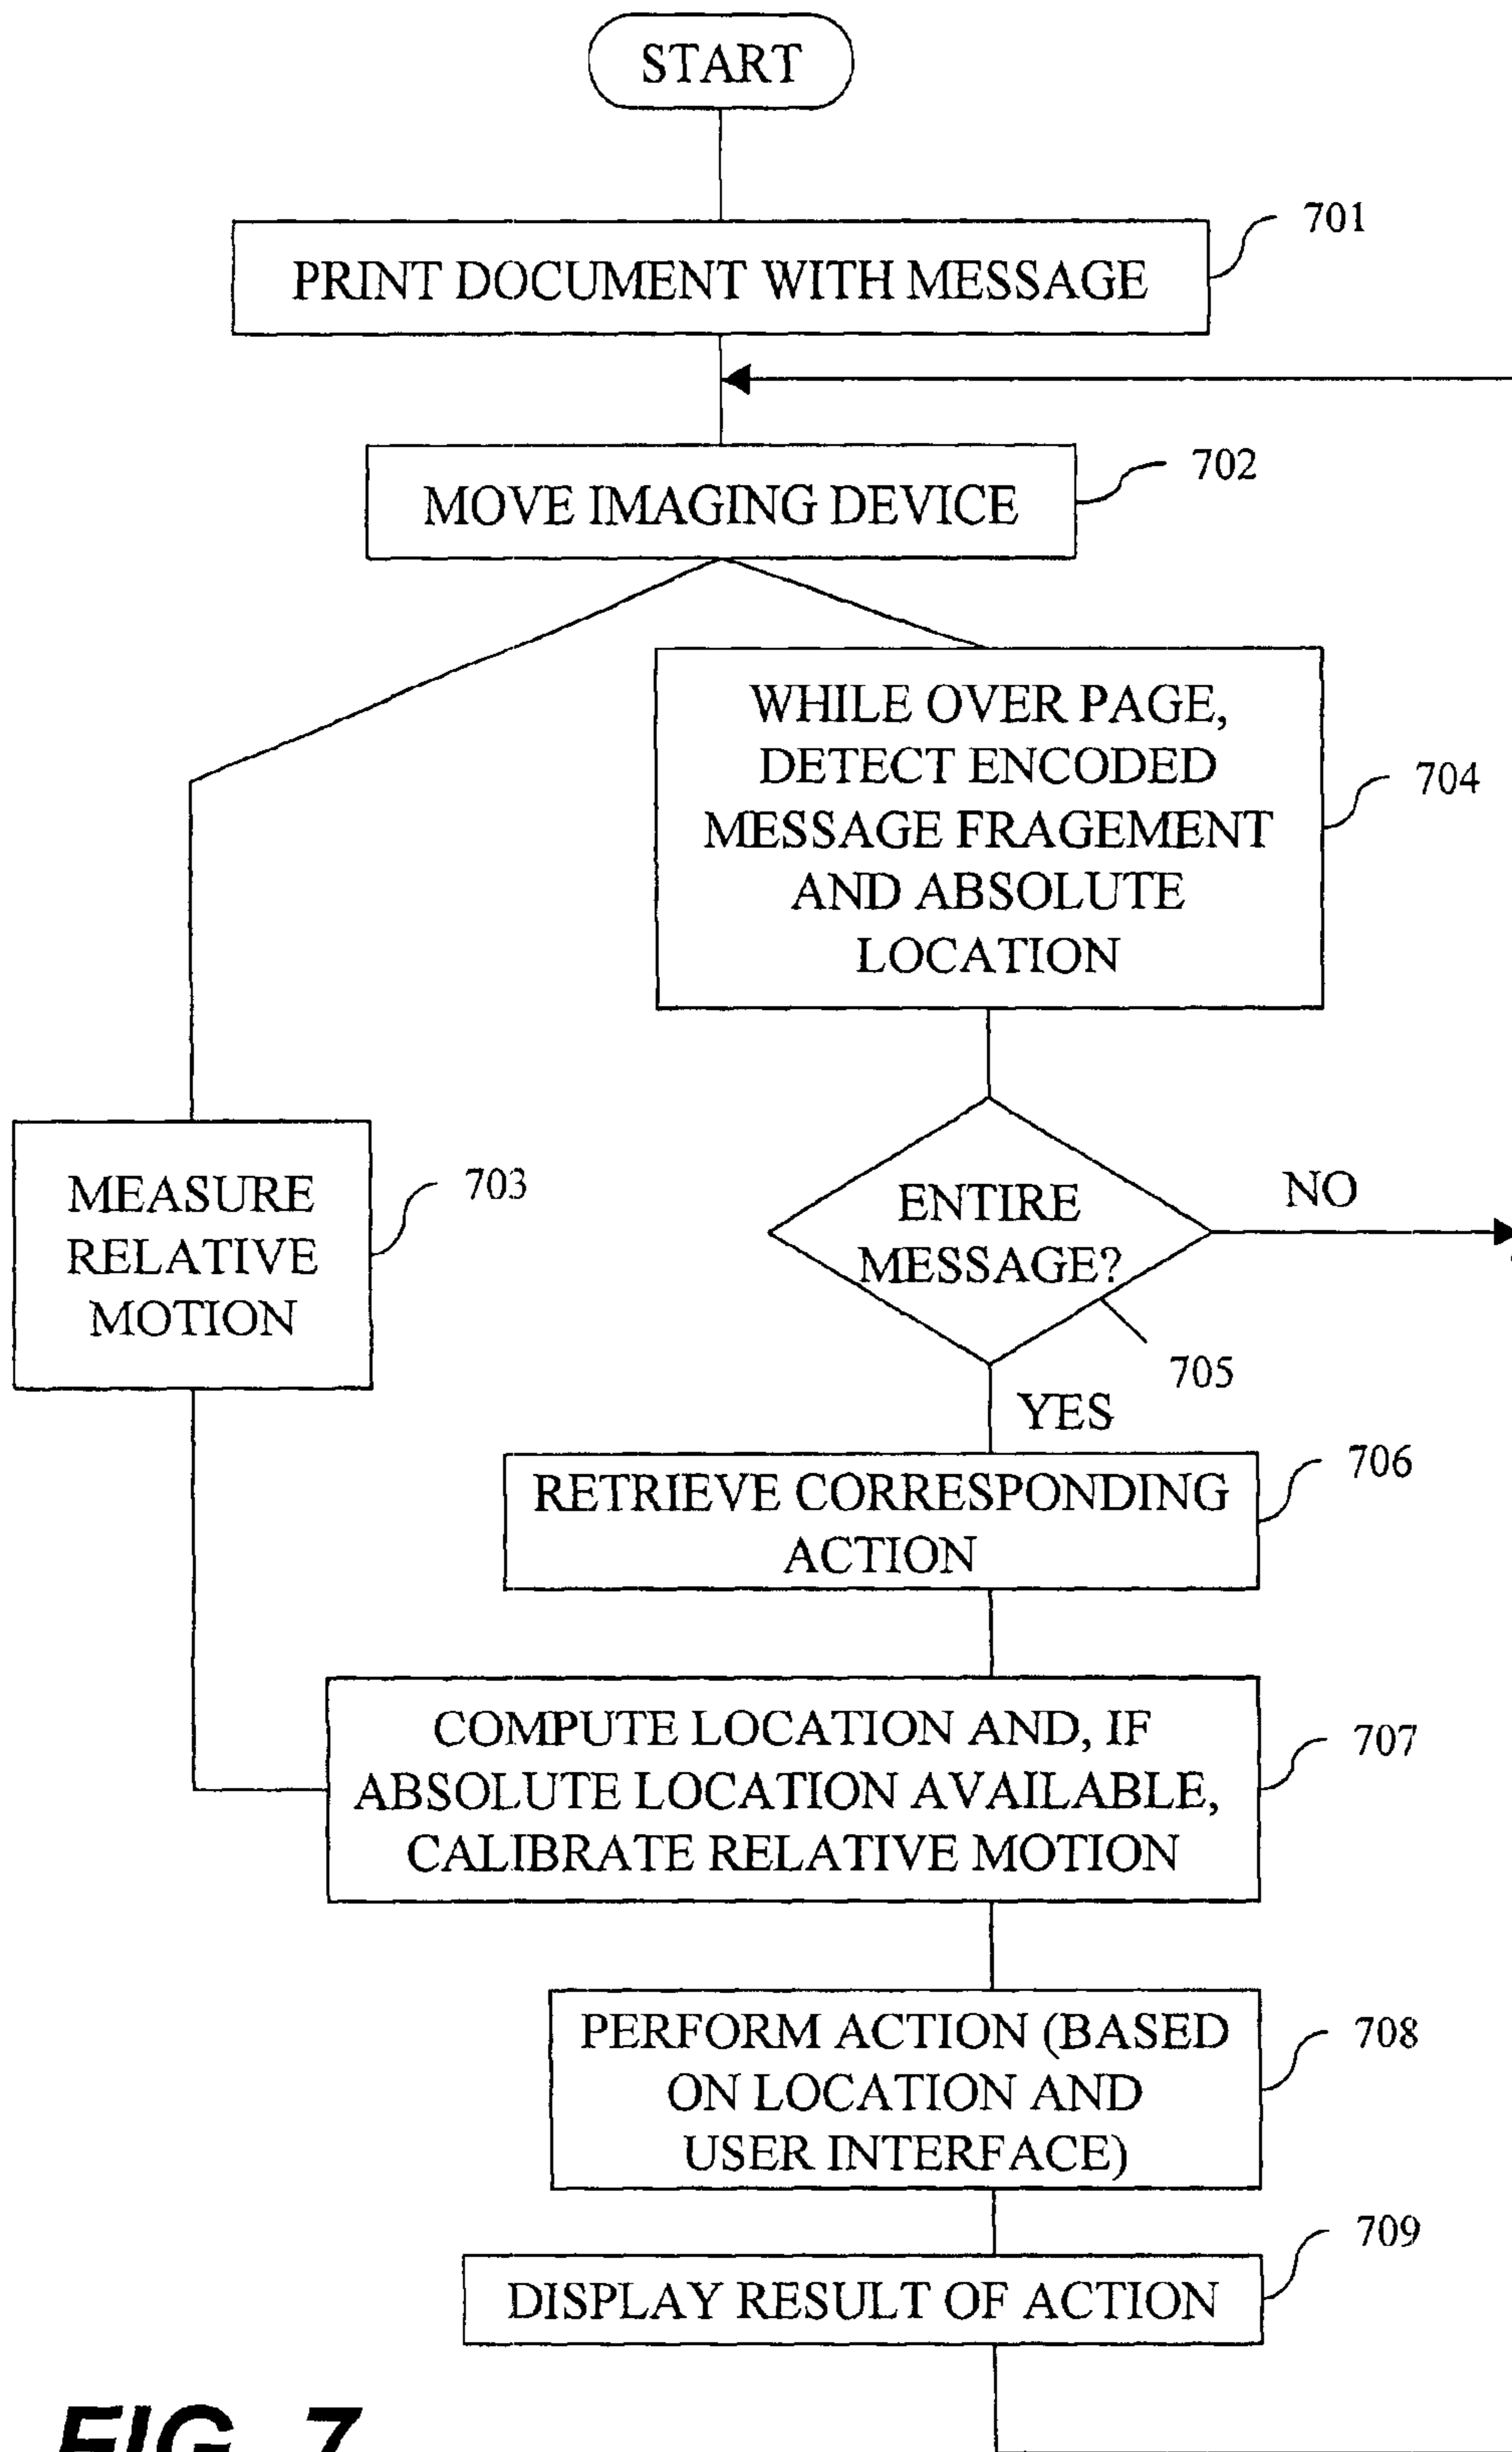 START
701
PRINT DOCUMENT WITH MESSAGE
702
MOVE IMAGING DEVICE
WHILE OVER PAGE,
DETECT ENCODED
MESSAGE FRAGEMENT
AND ABSOLUTE
LOCATION
704
MEASURE
RELATIVE
MOTION
703
ENTIRE
MESSAGE?
NO
705
YES
RETRIEVE CORRESPONDING
ACTION
706
COMPUTE LOCATION AND, IF
ABSOLUTE LOCATION AVAILABLE,
CALIBRATE RELATIVE MOTION
707
PERFORM ACTION (BASED
ON LOCATION AND
USER INTERFACE)
708
709
DISPLAY RESULT OF ACTION
FIG. 7